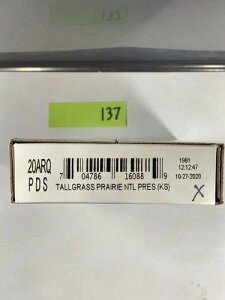 122
137
20ARQ
PDS
7 04786 16088 9
TALLGRASS PRAIRIE NTL PRES (KS)
1981
12:12:47
10-27-2020
X